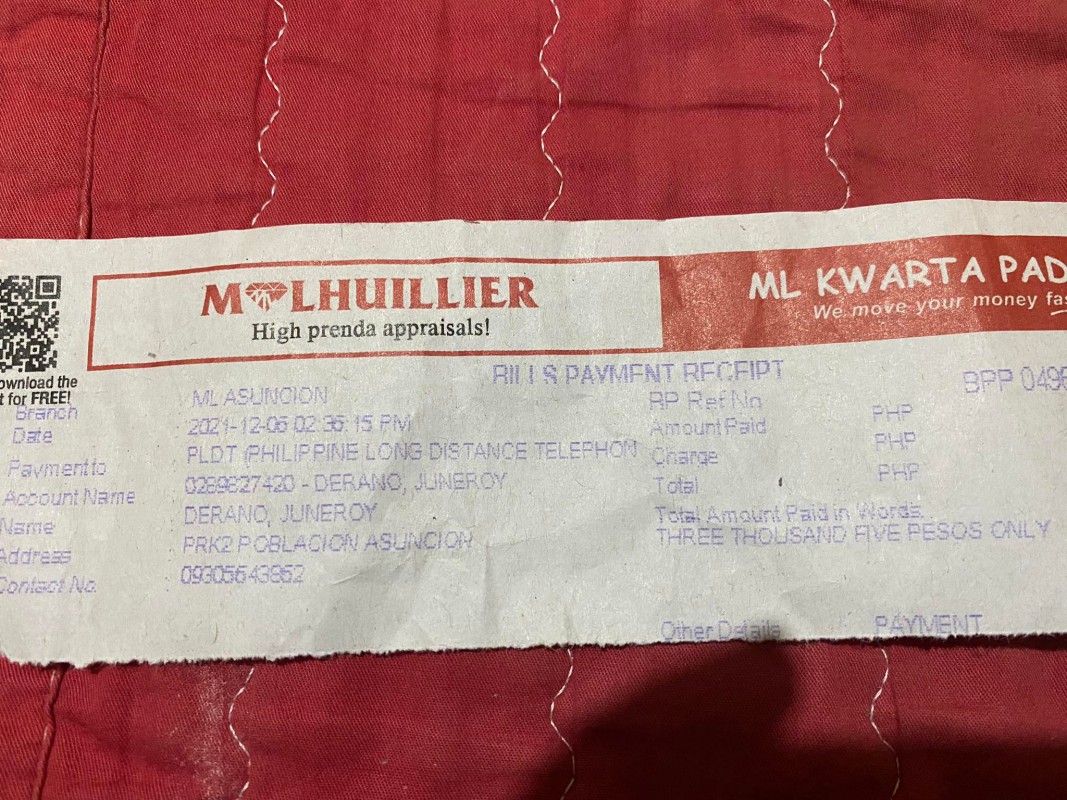 M LHUILLIER
High prenda appraisals!
ML KWARTA PAD
We move your money fas
ownload the
t for FREE!
BILLS PAYMENT RECEIPT
BPP 0496
Branch ML ASUNCION
BP Ref No
Date 2021-12-06 02:36:15 PM
Amount Paid PHP
Payment to PLDT (PHILIPPINE LONG DISTANCE TELEPHON
Charge PHP
Account Name 0289827420 - DERANO, JUNEROY
Total PHP
Name DERANO, JUNEROY
Total Amount Paid in Words:
Address PRK2 POBLACION ASUNCION
THREE THOUSAND FIVE PESOS ONLY
Contact No. 09305643862
Other Details PAYMENT